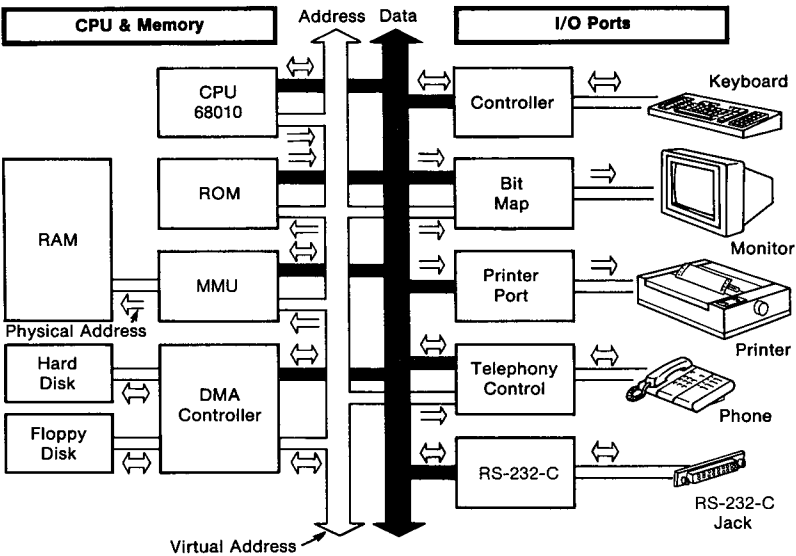 CPU & Memory
Address
Data
I/O Ports
CPU
68010
Controller
Keyboard
ROM
Bit
Map
Monitor
RAM
MMU
Printer
Port
Printer
Physical Address
Hard
Disk
DMA
Controller
Telephony
Control
Phone
Floppy
Disk
RS-232-C
RS-232-C
Jack
Virtual Address